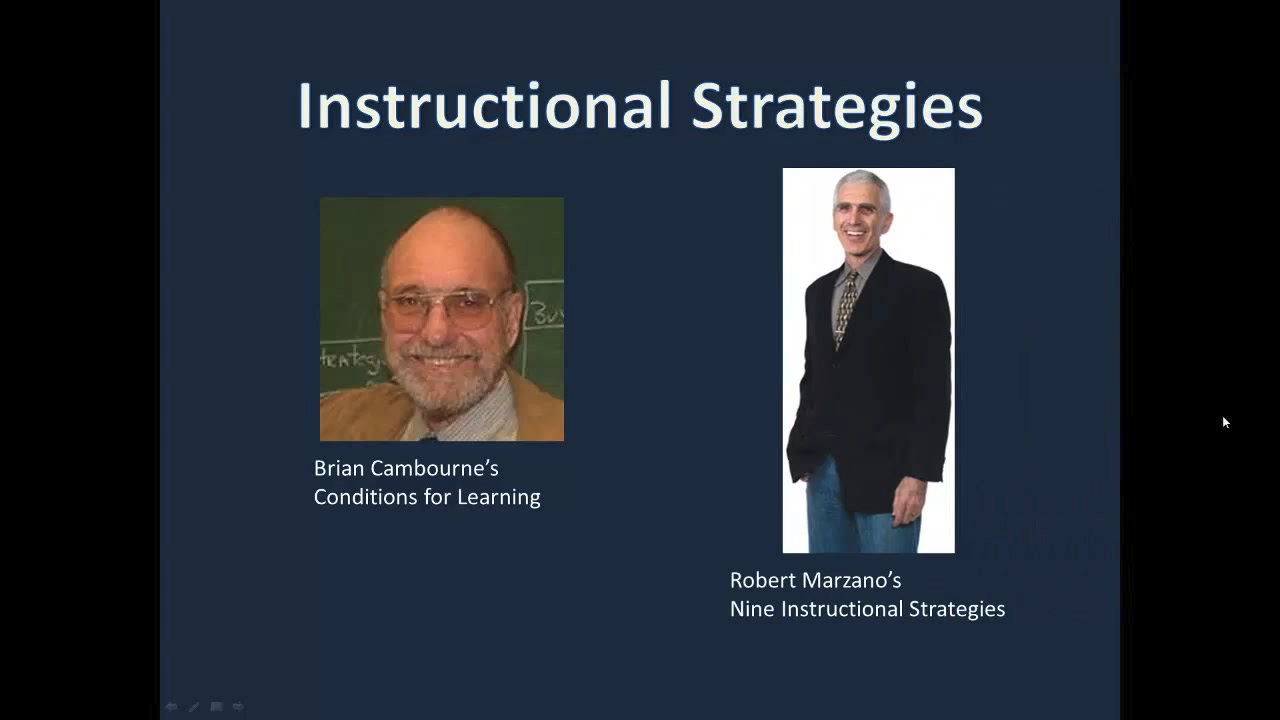 Instructional Strategies
Brian Cambourne’s
Conditions for Learning
Robert Marzano’s
Nine Instructional Strategies